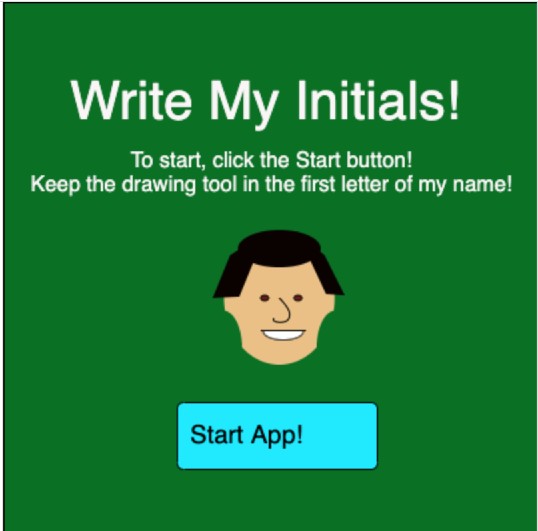 Write My Initials!
To start, click the Start button!
Keep the drawing tool in the first letter of my name!
Start App!